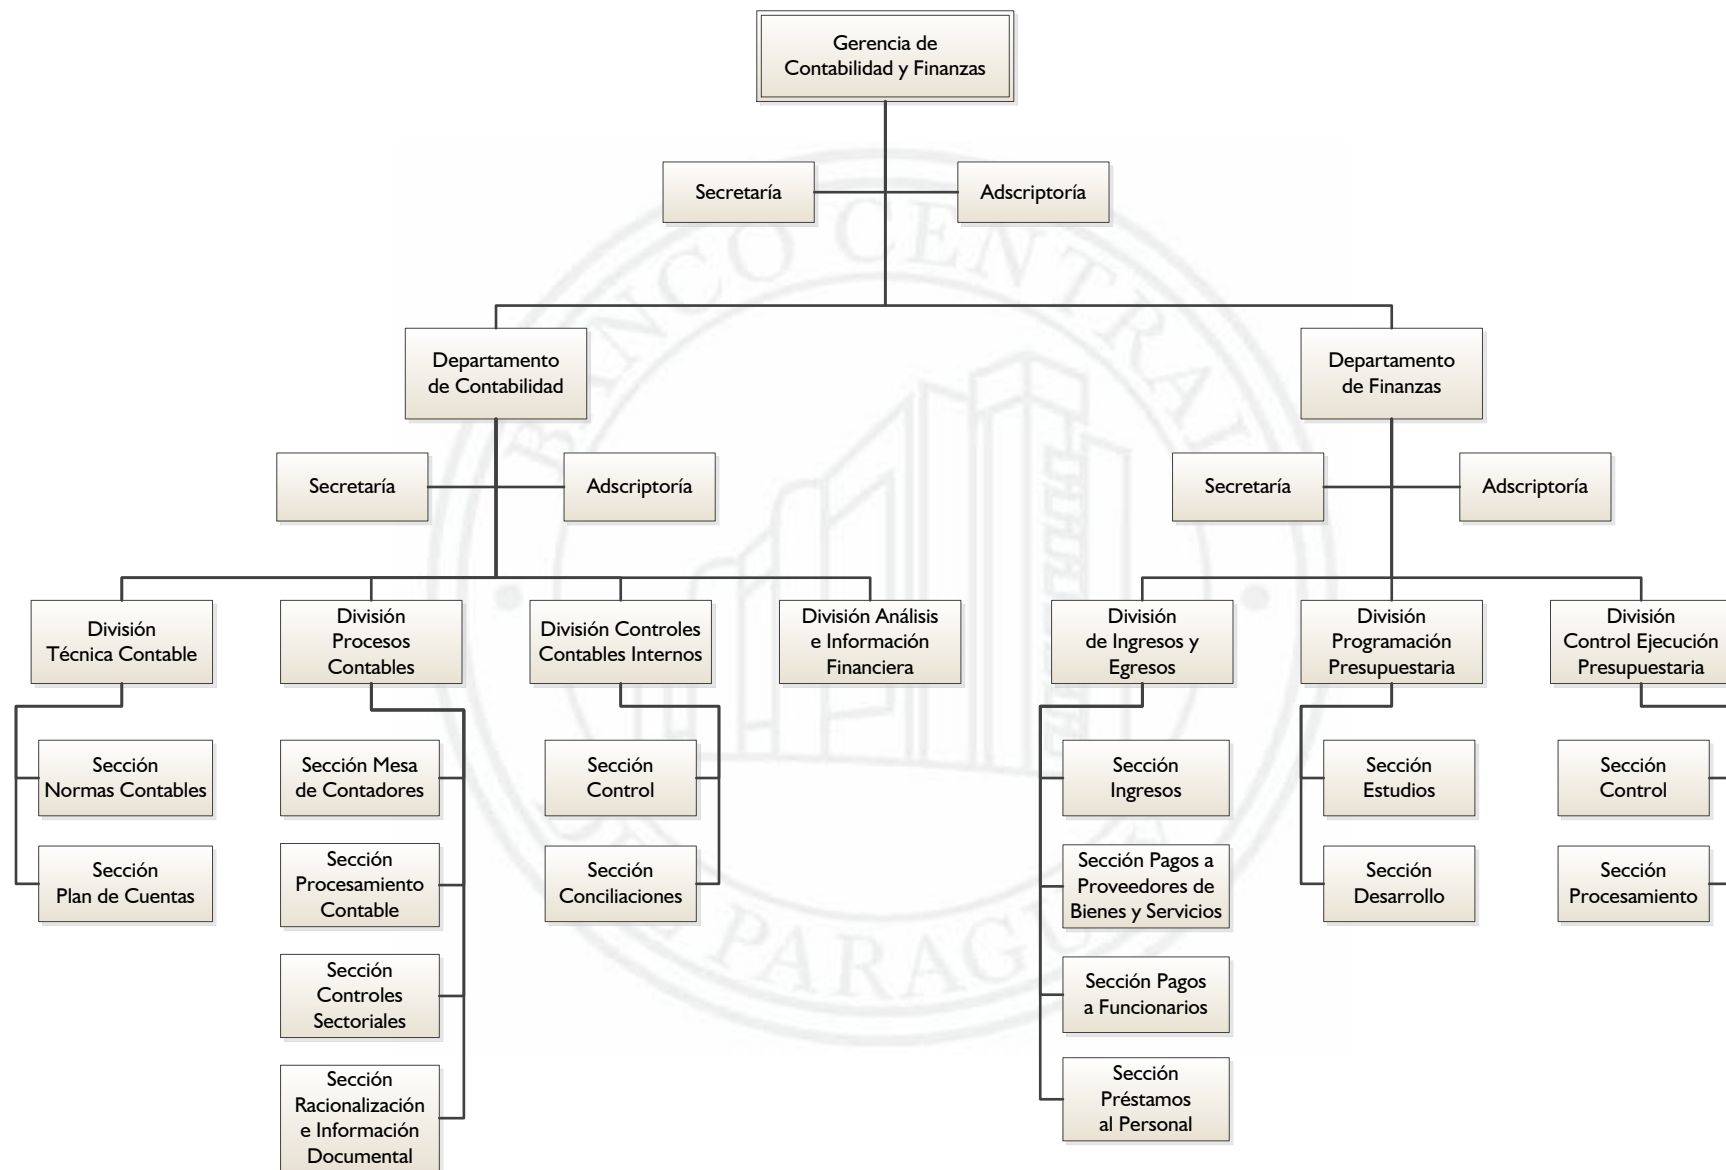 Gerencia de
Contabilidad y Finanzas
Secretaría
Adscriptoría
Departamento
de Contabilidad
Departamento
de Finanzas
Secretaría
Adscriptoría
Secretaría
Adscriptoría
División
Técnica Contable
División
Procesos
Contables
División Controles
Contables Internos
División Análisis
e Información
Financiera
División
de Ingresos y
Egresos
División
Programación
Presupuestaria
División
Control Ejecución
Presupuestaria
Sección
Normas Contables
Sección Mesa
de Contadores
Sección
Control
Sección
Ingresos
Sección
Estudios
Sección
Control
Sección
Plan de Cuentas
Sección
Procesamiento
Contable
Sección
Conciliaciones
Sección Pagos a
Proveedores de
Bienes y Servicios
Sección
Desarrollo
Sección
Procesamiento
Sección
Controles
Sectoriales
Sección Pagos
a Funcionarios
Sección
Racionalización
e Información
Documental
Sección
Préstamos
al Personal
BANCO CENTRAL
DEL PARAGUAY